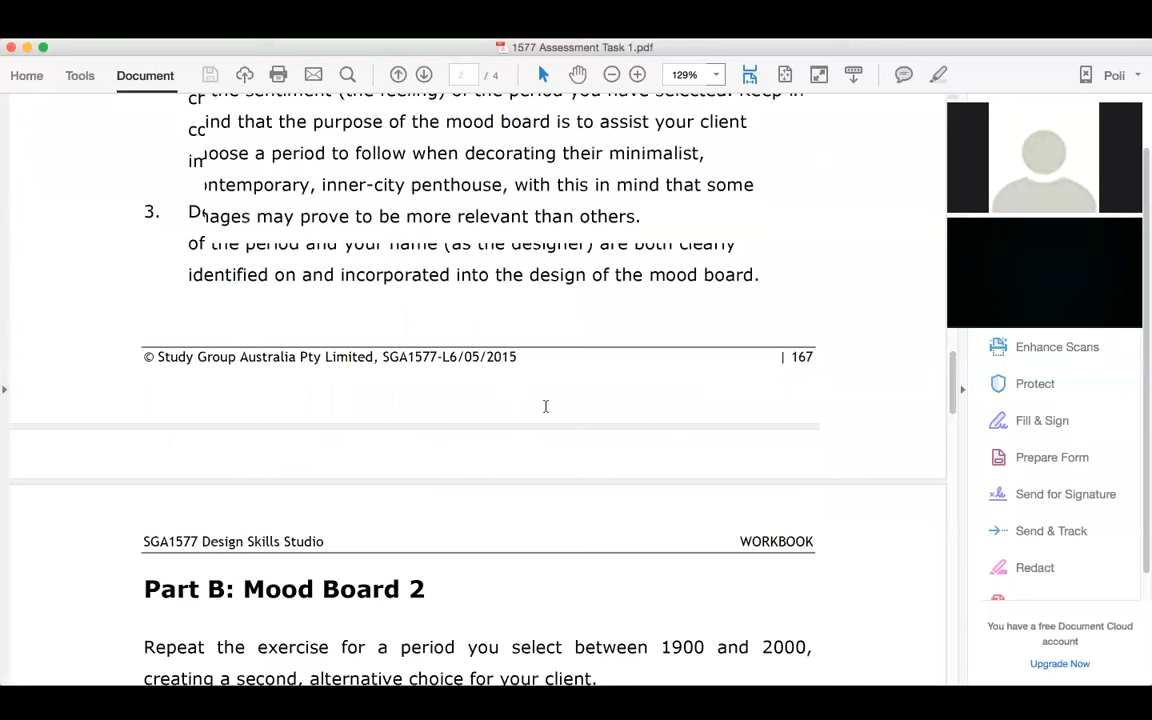 1577 Assessment Task 1.pdf
Home Tools Document 2 / 4 129% Poli
the sentiment (the feeling) of the period you have selected. Keep in
ind that the purpose of the mood board is to assist your client
oose a period to follow when decorating their minimalist,
ntemporary, inner-city penthouse, with this in mind that some
3. ages may prove to be more relevant than others.
of the period and your name (as the designer) are both clearly
identified on and incorporated into the design of the mood board.
© Study Group Australia Pty Limited, SGA1577-L6/05/2015 | 167
SGA1577 Design Skills Studio WORKBOOK
Part B: Mood Board 2
Repeat the exercise for a period you select between 1900 and 2000,
creating a second, alternative choice for your client.
Enhance Scans
Protect
Fill & Sign
Prepare Form
Send for Signature
Send & Track
Redact
You have a free Document Cloud
account
Upgrade Now